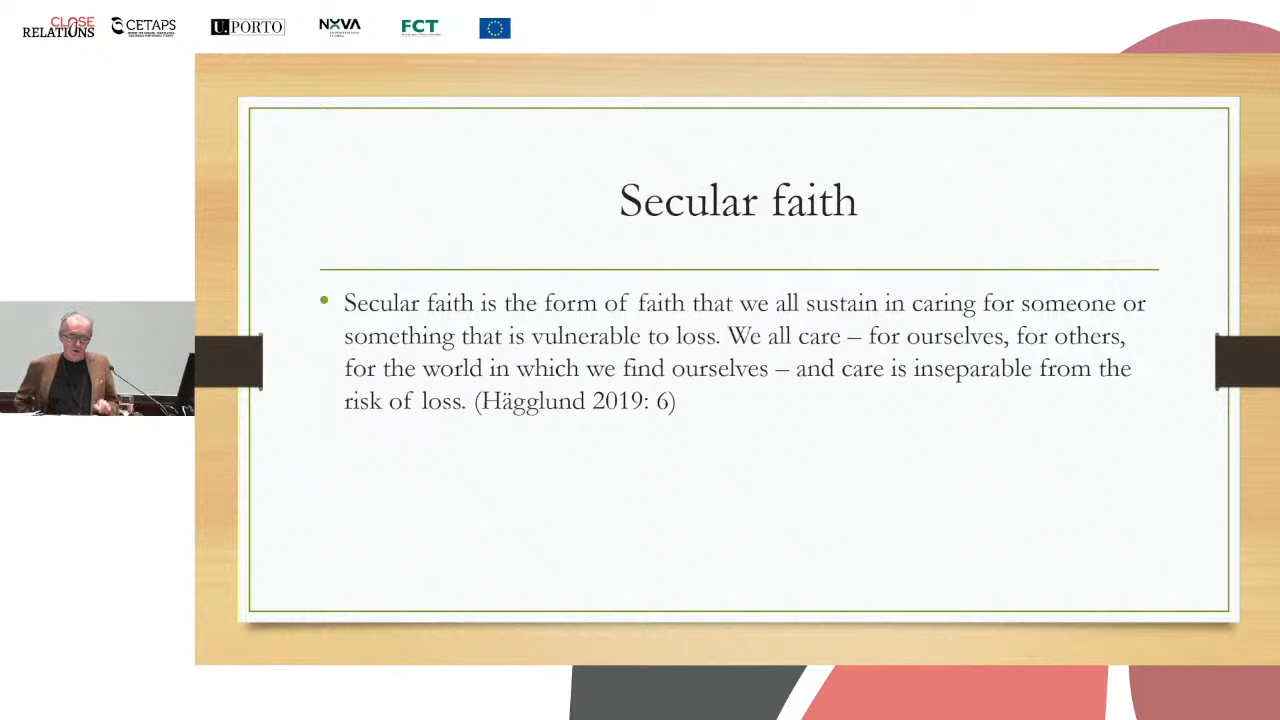 CLOSE
RELATIONS
CETAPS
U.PORTO
NOVA
FCT
Secular faith
• Secular faith is the form of faith that we all sustain in caring for someone or
something that is vulnerable to loss. We all care – for ourselves, for others,
for the world in which we find ourselves – and care is inseparable from the
risk of loss. (Hägglund 2019: 6)